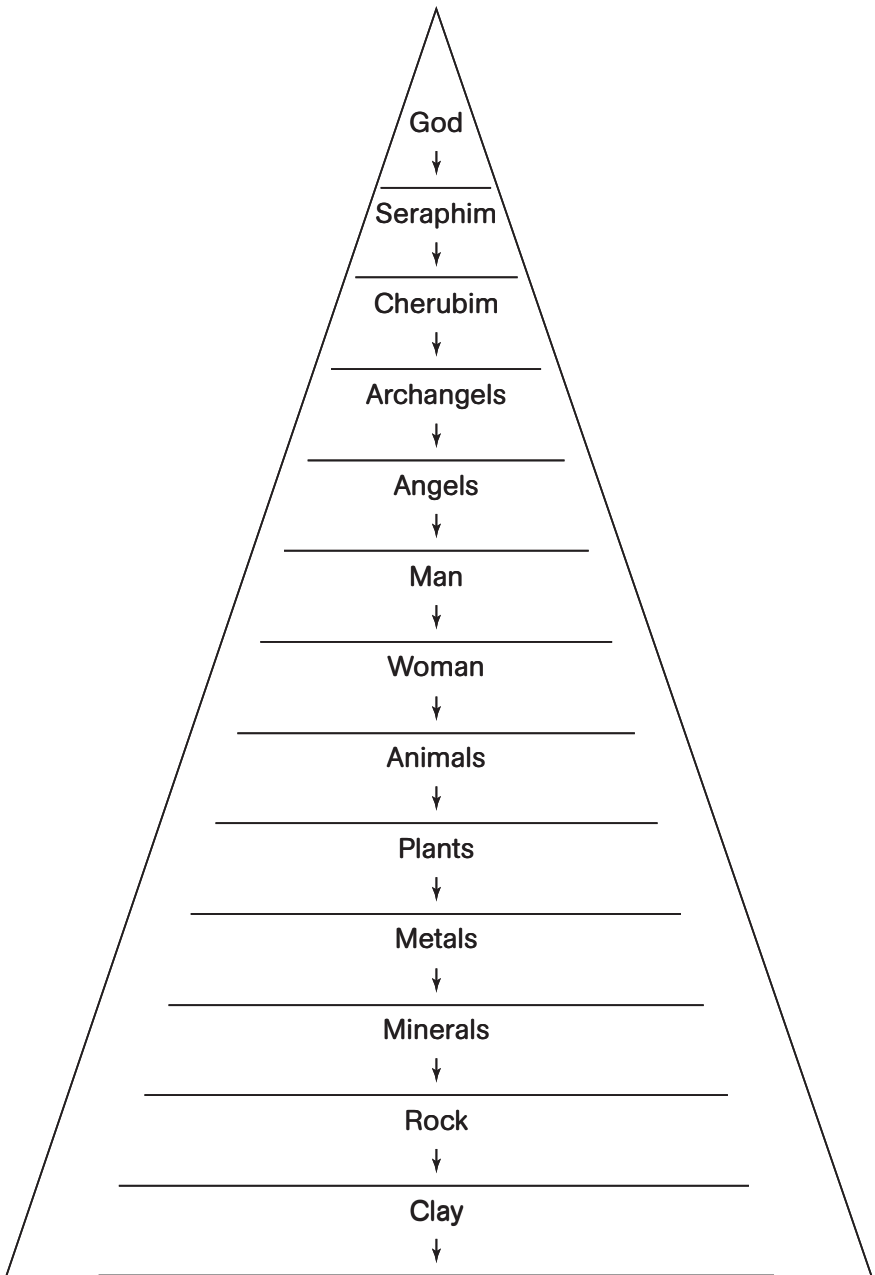 God
Seraphim
Cherubim
Archangels
Angels
Man
Woman
Animals
Plants
Metals
Minerals
Rock
Clay